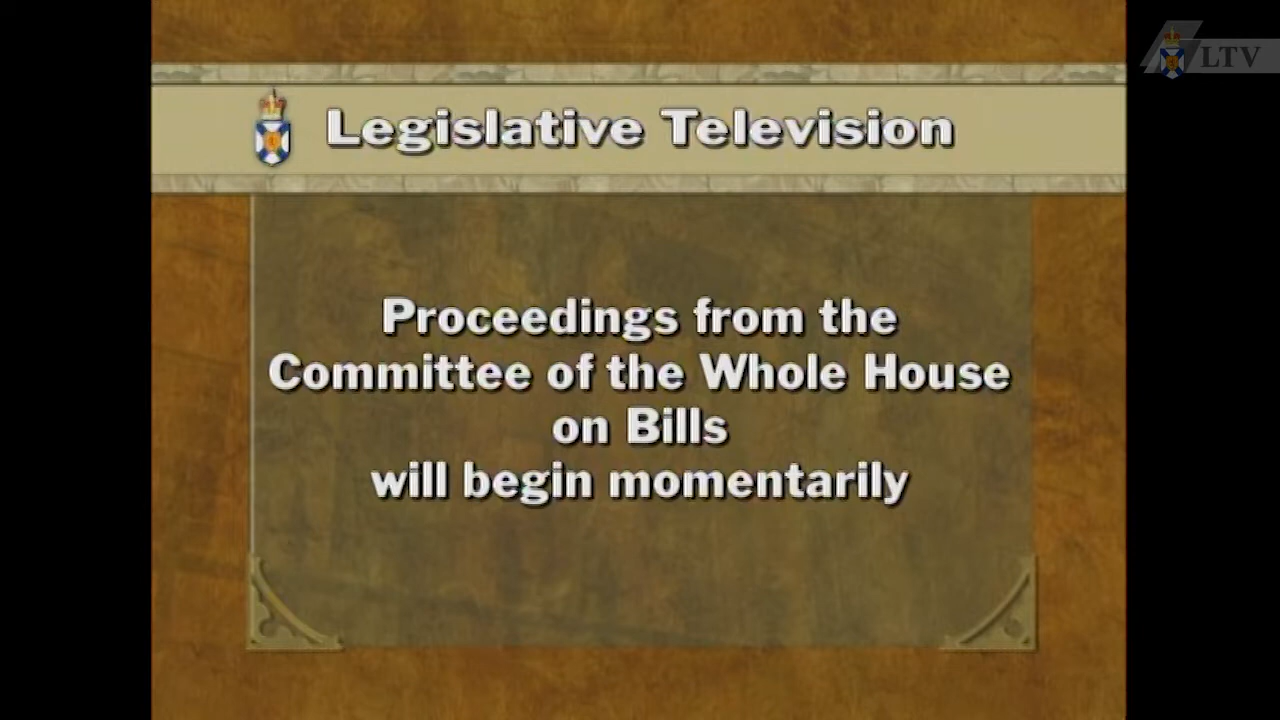 LTV
Legislative Television
Proceedings from the
Committee of the Whole House
on Bills
will begin momentarily